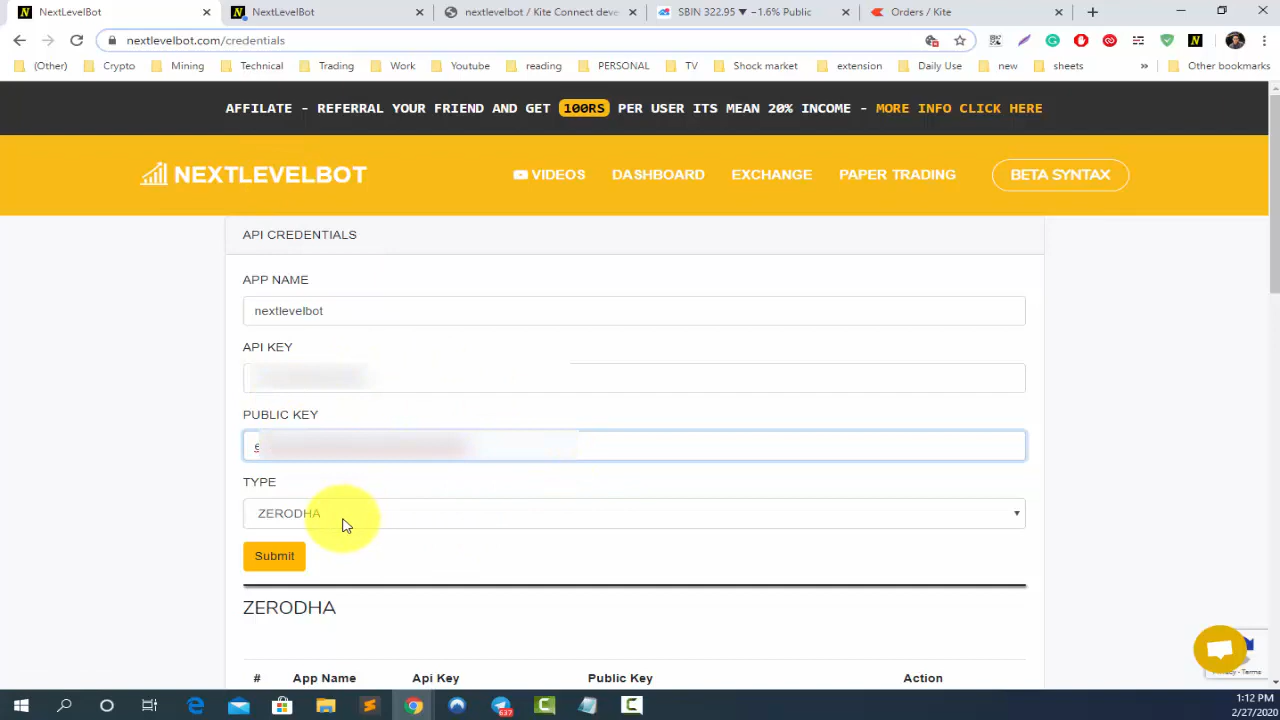 NextLevelBot
NextLevelBot
nextlevelbot / Kite Connect deve
SBIN 322.95 ▼ −1.6% Public
Orders / Kite
nextlevelbot.com/credentials
(Other)
Crypto
Mining
Technical
Trading
Work
Youtube
reading
PERSONAL
TV
Shock market
extension
Daily Use
new
sheets
»
Other bookmarks
AFFILATE - REFERRAL YOUR FRIEND AND GET 100RS PER USER ITS MEAN 20% INCOME - MORE INFO CLICK HERE
NEXTLEVELBOT
VIDEOS
DASHBOARD
EXCHANGE
PAPER TRADING
BETA SYNTAX
API CREDENTIALS
APP NAME
nextlevelbot
API KEY
PUBLIC KEY
TYPE
ZERODHA
Submit
ZERODHA
# App Name Api Key Public Key Action
Privacy - Terms
637
1:12 PM
2/27/2020